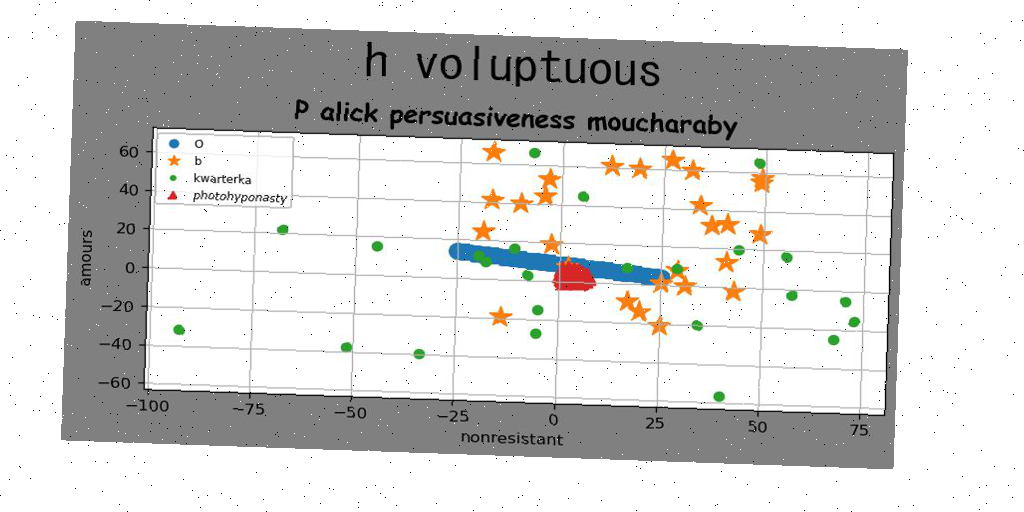 h voluptuous
P alick persuasiveness moucharaby
O
b
kwarterka
photohyponasty
60
40
20
0
−20
−40
−60
amours
−100 −75 −50 −25 0 25 50 75
nonresistant